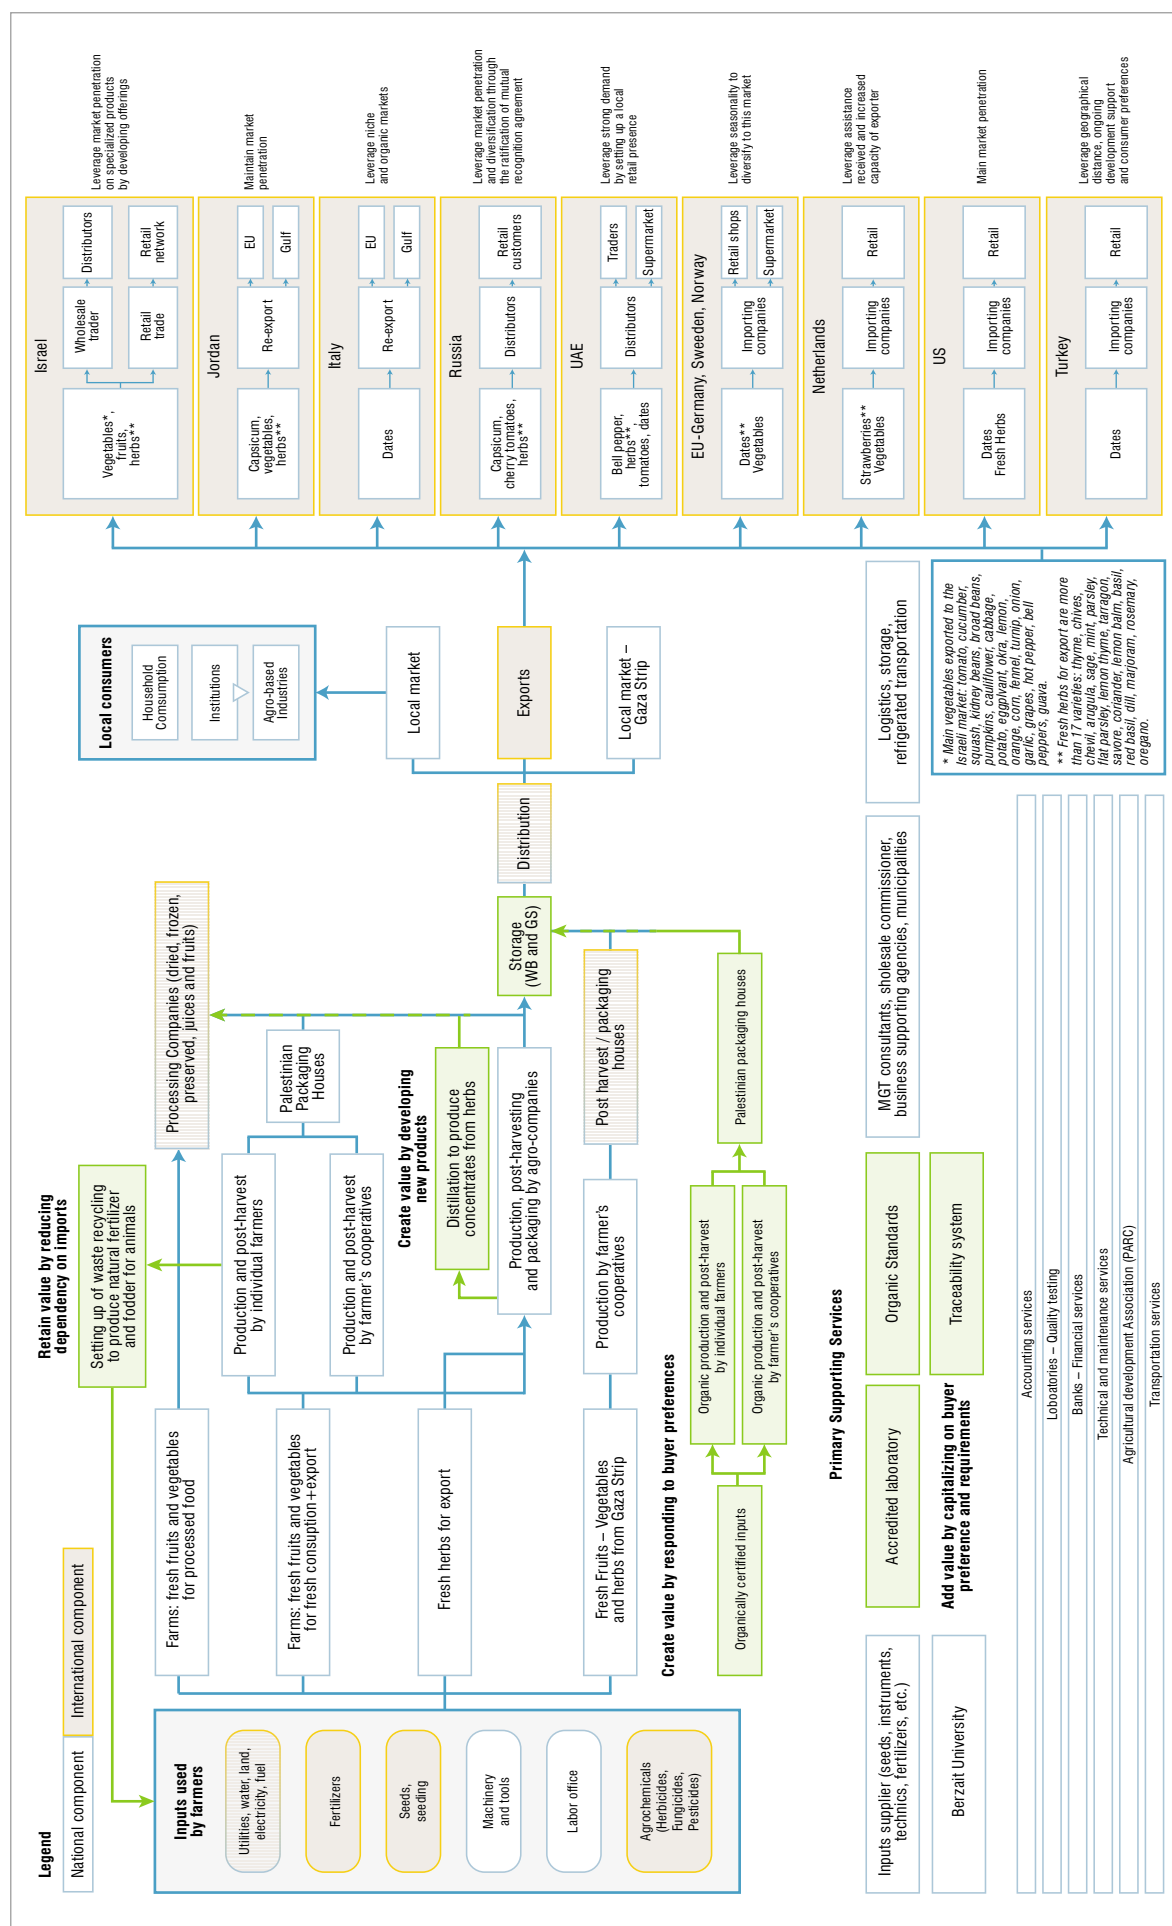 Legend
National component
International component
Retain value by reducing
dependency on imports
Setting up of waste recycling
to produce natural fertilizer
and fodder for animals
Inputs used
by farmers
Utilities, water, land,
electricity, fuel
Fertilizers
Seeds,
seeding
Machinery
and tools
Labor office
Agrochemicals
(Herbicides,
Fungicides,
Pesticides)
Farms: fresh fruits and vegetables
for processed food
Farms: fresh fruits and vegetables
for fresh consuption+export
Fresh herbs for export
Fresh Fruits – Vegetables
and herbs from Gaza Strip
Production and post-harvest
by individual farmers
Production and post-harvest
by farmer's cooperatives
Palestinian
Packaging
Houses
Processing Companies (dried, frozen,
preserved, juices and fruits)
Create value by developing
new products
Distillation to produce
concentrates from herbs
Production, post-harvesting
and packaging by agro-companies
Production by farmer's
cooperatives
Post harvest / packaging
houses
Storage
(WB and GS)
Distribution
Create value by responding to buyer preferences
Organically certified inputs
Organic production and post-harvest
by individual farmers
Organic production and post-harvest
by farmer's cooperatives
Palestinian packaging houses
Local consumers
Household
Comsumption
Institutions
Agro-based
Industries
Local market
Exports
Local market –
Gaza Strip
Israel
Vegetables*,
fruits,
herbs**
Wholesale
trader
Distributors
Retail
trade
Retail
network
Leverage market penetration
on specialized products
by developing offerings
Jordan
Capsicum,
vegetables,
herbs**
Re-export
EU
Gulf
Maintain market
penetration
Italy
Dates
Re-export
EU
Gulf
Leverage niche
and organic markets
Russia
Capsicum,
cherry tomatoes,
herbs**
Distributors
Retail
customers
Leverage market penetration
and diversification through
the ratification of mutual
recognition agreement
UAE
Bell pepper,
herbs** ,
tomatoes, dates
Distributors
Traders
Supermarket
Leverage strong demand
by setting up a local
retail presence
EU-Germany, Sweeden, Norway
Dates**
Vegetables
Importing
companies
Retail shops
Supermarket
Leverage seasonality to
diversify to this market
Netherlands
Strawberries**
Vegetables
Importing
companies
Retail
Leverage assistance
received and increased
capacity of exporter
US
Dates
Fresh Herbs
Importing
companies
Retail
Main market penetration
Turkey
Dates
Importing
companies
Retail
Leverage geographical
distance, ongoing
development support
and consumer preferences
Primary Supporting Services
Inputs supplier (seeds, instruments,
technics, fertilizers, etc.)
Berzait University
Accredited laboratory
Organic Standards
Add value by capitalizing on buyer
preference and requirements
Traceability system
MGT consultants, sholesale commissioner,
business supporting agencies, municipalities
Logistics, storage,
refrigerated transportation
* Main vegetables exported to the
Israeli market: tomato, cucumber,
squash, kidney beans, broad beans,
pumpkins, cauliflower, cabbage,
potato, eggplvant, okra, lemon,
orange, corn, fennel, turnip, onion,
garlic, grapes, hot pepper, bell
peppers, guava.
** Fresh herbs for export are more
than 17 varieties: thyme, chives,
chevil, arugula, sage, mint, parsley,
flat parsley, lemon thyme, tarragon,
savore, coriander, lemon balm, basil,
red basil, dill, marjoram, rosemary,
oregano.
Accounting services
Loboatories – Quality testing
Banks – Financial services
Technical and maintenance services
Agricultural development Association (PARC)
Transportation services